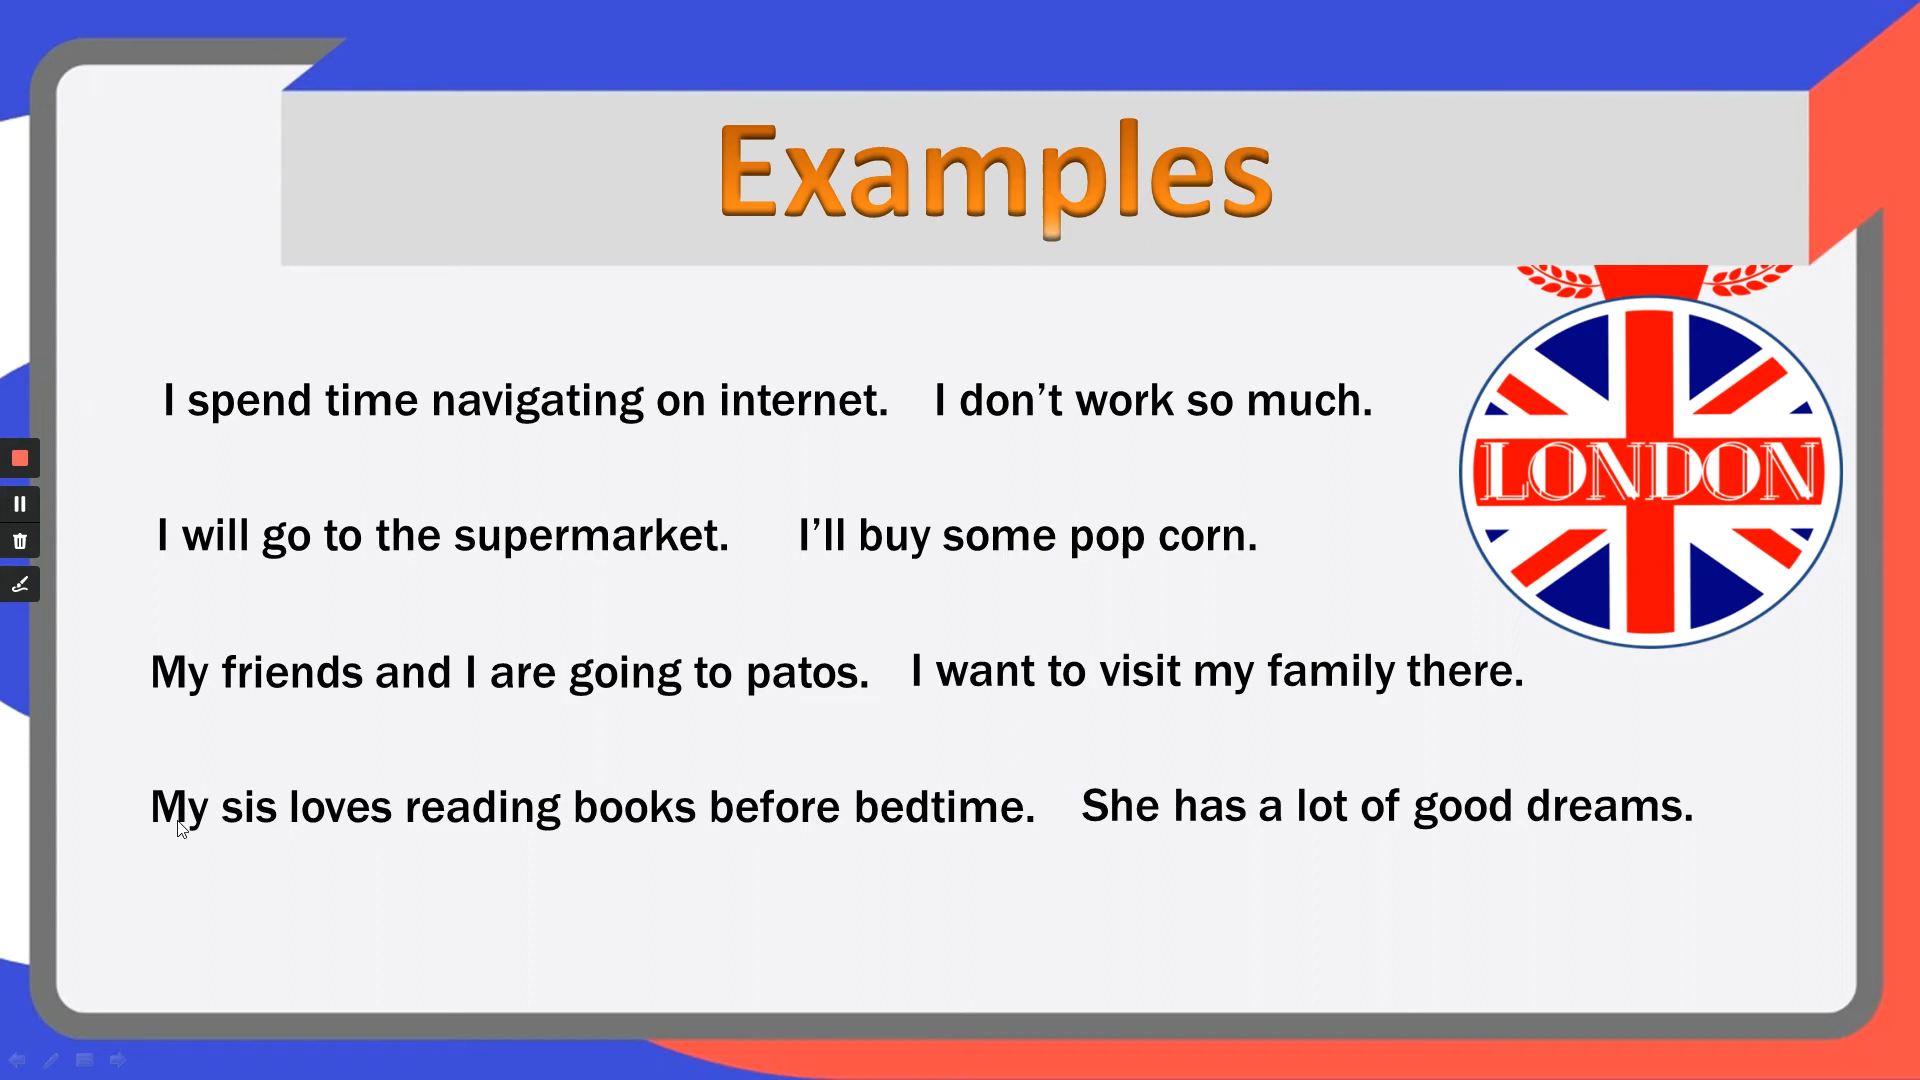 Examples
I spend time navigating on internet. I don’t work so much.
LONDON
I will go to the supermarket. I’ll buy some pop corn.
My friends and I are going to patos. I want to visit my family there.
My sis loves reading books before bedtime. She has a lot of good dreams.